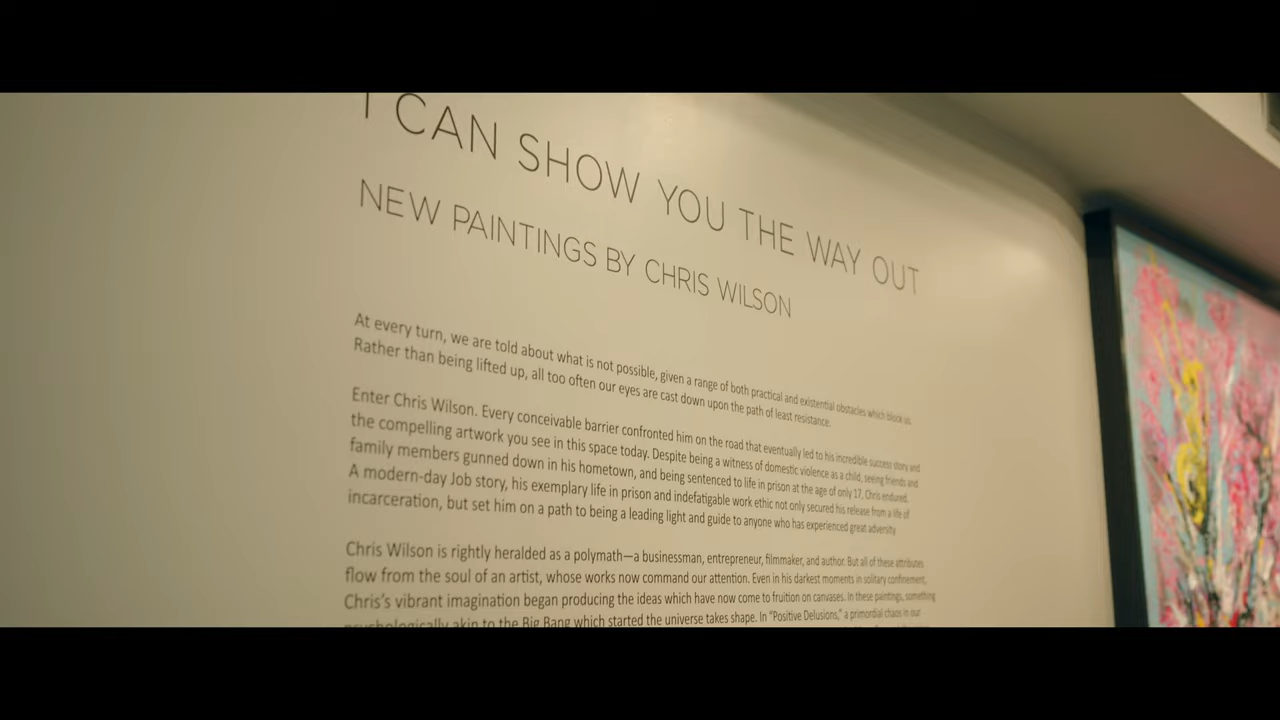 I CAN SHOW YOU THE WAY OUT
NEW PAINTINGS BY CHRIS WILSON
At every turn, we are told about what is not possible, given a range of both practical and existential obstacles which block us.
Rather than being lifted up, all too often our eyes are cast down upon the path of least resistance.
Enter Chris Wilson. Every conceivable barrier confronted him on the road that eventually led to his incredible success story and
the compelling artwork you see in this space today. Despite being a witness of domestic violence as a child, seeing friends and
family members gunned down in his hometown, and being sentenced to life in prison at the age of only 17, Chris endured.
A modern-day Job story, his exemplary life in prison and indefatigable work ethic not only secured his release from a life of
incarceration, but set him on a path to being a leading light and guide to anyone who has experienced great adversity
Chris Wilson is rightly heralded as a polymath—a businessman, entrepreneur, filmmaker, and author. But all of these attributes
flow from the soul of an artist, whose works now command our attention. Even in his darkest moments in solitary confinement,
Chris's vibrant imagination began producing the ideas which have now come to fruition on canvases. In these paintings, something
psychologically akin to the Big Bang which started the universe takes shape. In "Positive Delusions," a primordial chaos in our